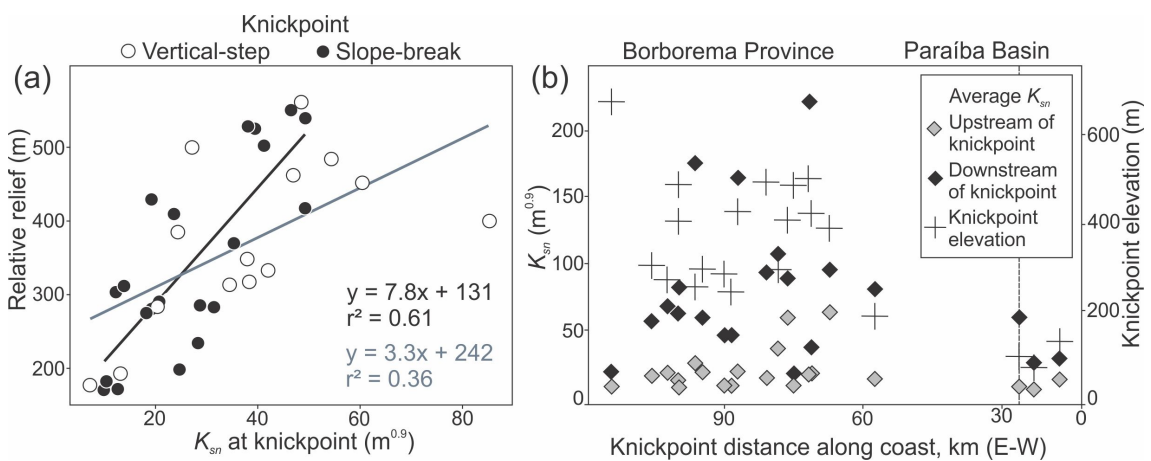 Knickpoint
Vertical-step
Slope-break
(a)
Relative relief (m)
500
400
300
200
20
40
60
80
y = 7.8x + 131
r² = 0.61
y = 3.3x + 242
r² = 0.36
Ksn at knickpoint (m0.9)
Borborema Province
Paraíba Basin
(b)
Ksn (m0.9)
200
150
100
50
0
Average Ksn
Upstream of
knickpoint
Downstream
of knickpoint
Knickpoint
elevation
600
400
200
0
Knickpoint elevation (m)
90
60
30
0
Knickpoint distance along coast, km (E-W)